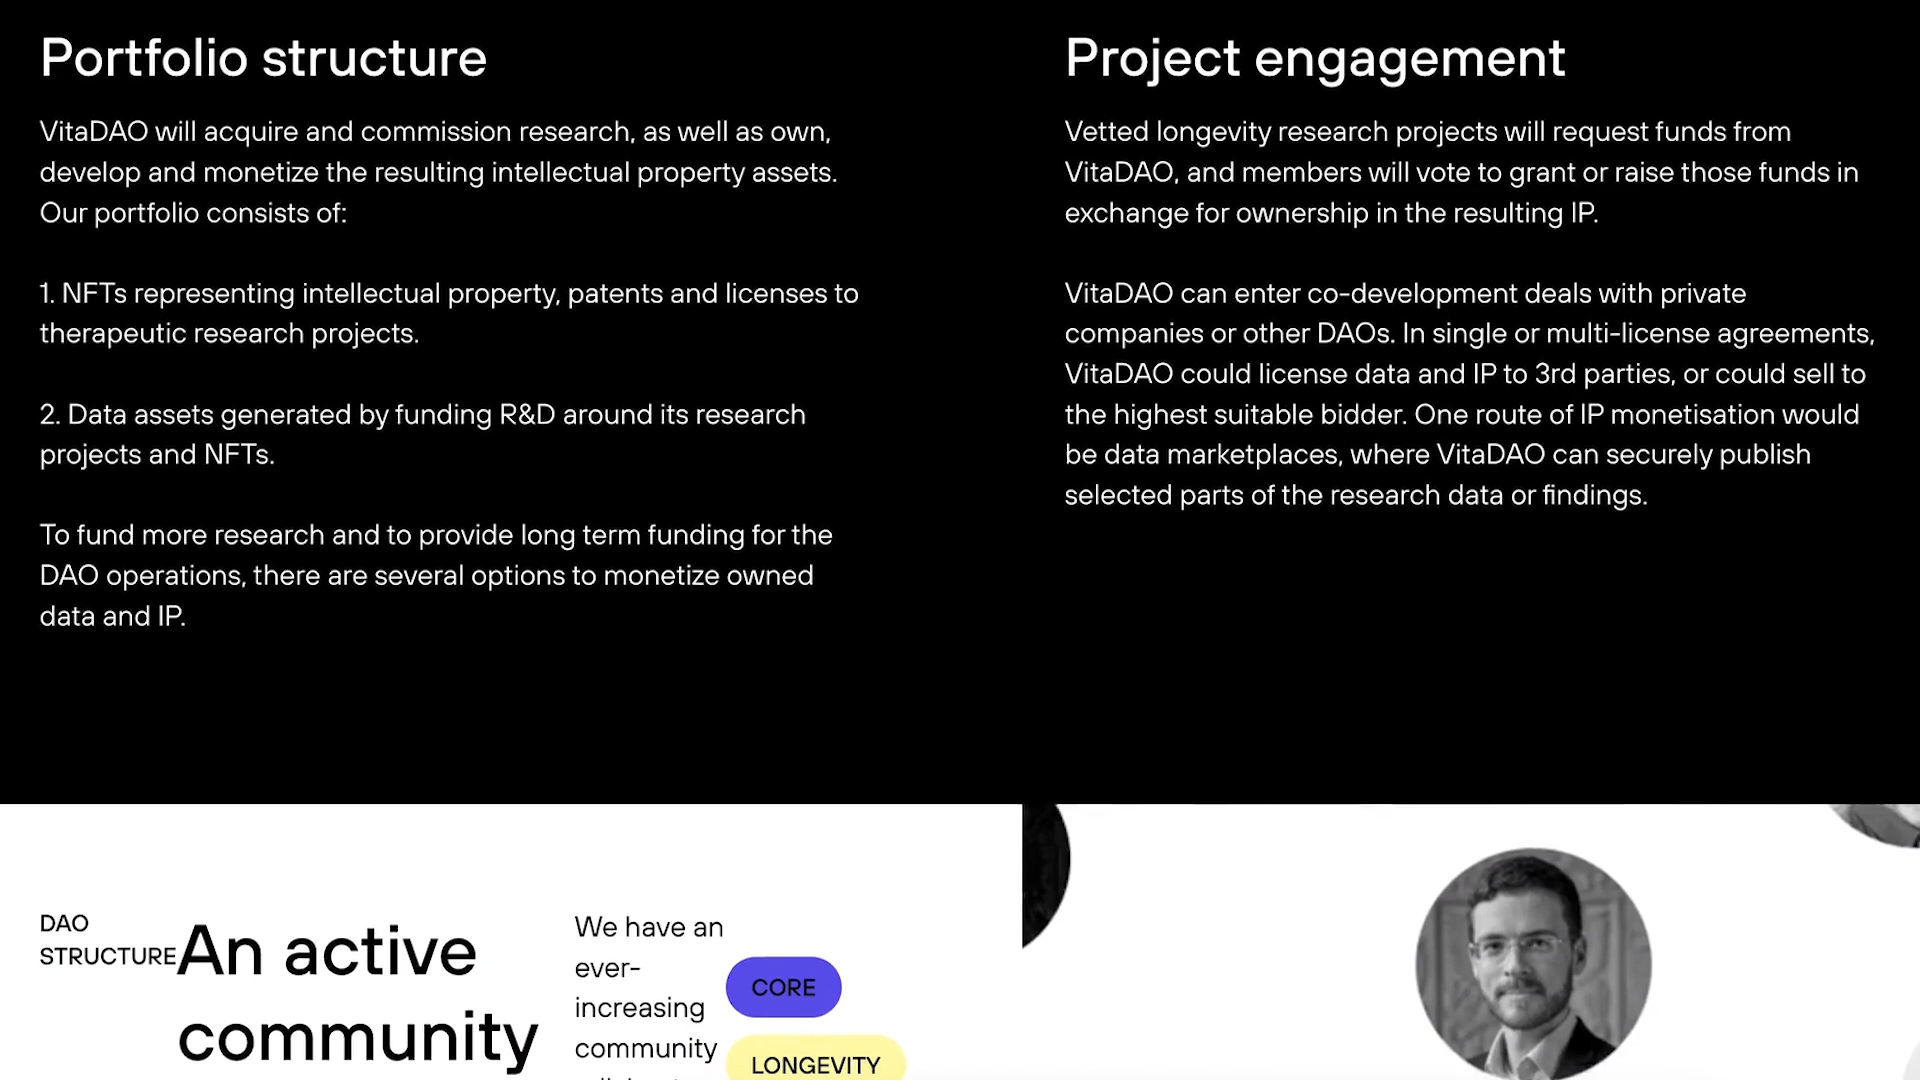 Portfolio structure
VitaDAO will acquire and commission research, as well as own,
develop and monetize the resulting intellectual property assets.
Our portfolio consists of:
1. NFTs representing intellectual property, patents and licenses to
therapeutic research projects.
2. Data assets generated by funding R&D around its research
projects and NFTs.
To fund more research and to provide long term funding for the
DAO operations, there are several options to monetize owned
data and IP.
Project engagement
Vetted longevity research projects will request funds from
VitaDAO, and members will vote to grant or raise those funds in
exchange for ownership in the resulting IP.
VitaDAO can enter co-development deals with private
companies or other DAOs. In single or multi-license agreements,
VitaDAO could license data and IP to 3rd parties, or could sell to
the highest suitable bidder. One route of IP monetisation would
be data marketplaces, where VitaDAO can securely publish
selected parts of the research data or findings.
DAO
STRUCTURE
An active
community
We have an
ever-
increasing
community
CORE
LONGEVITY